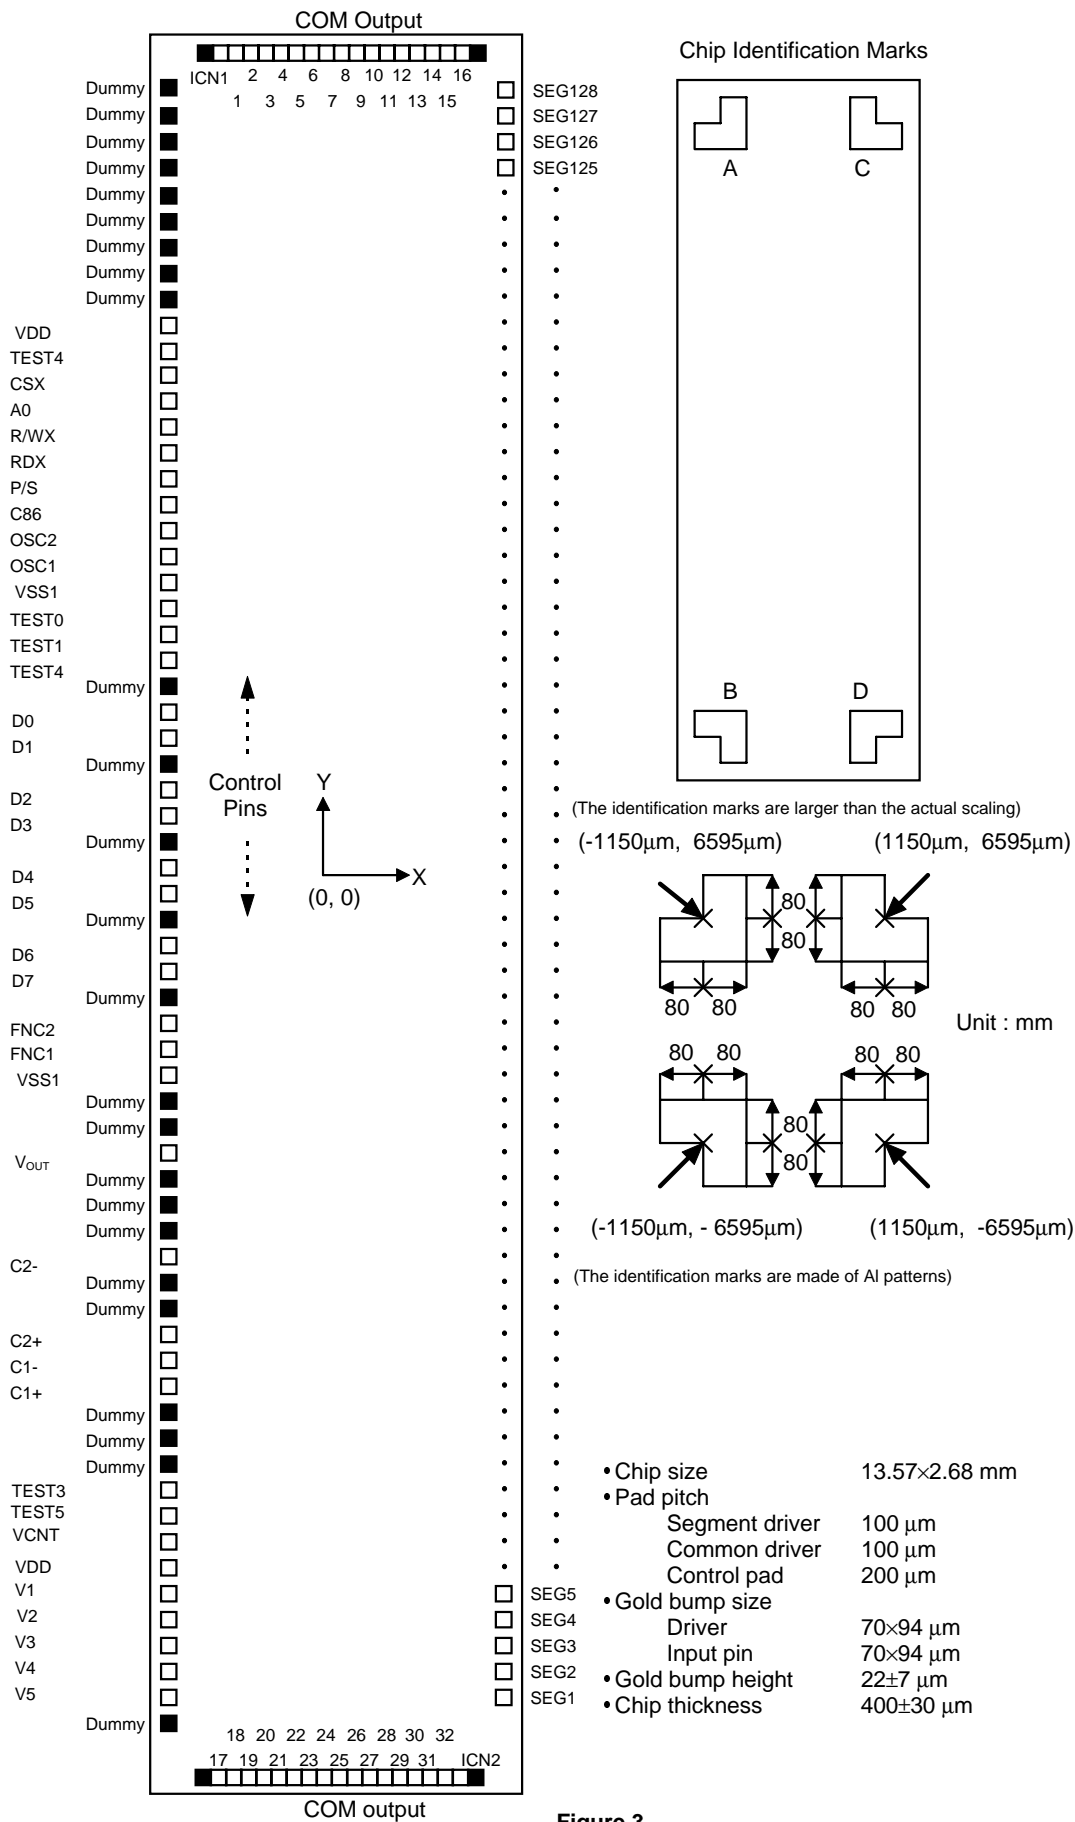 COM Output
ICN1 2 4 6 8 10 12 14 16
1 3 5 7 9 11 13 15
Dummy
Dummy
Dummy
Dummy
Dummy
Dummy
Dummy
Dummy
Dummy
VDD
TEST4
CSX
A0
R/WX
RDX
P/S
C86
OSC2
OSC1
VSS1
TEST0
TEST1
TEST4
Dummy
D0
D1
Dummy
D2
D3
Dummy
D4
D5
Dummy
D6
D7
Dummy
FNC2
FNC1
VSS1
Dummy
Dummy
VOUT
Dummy
Dummy
Dummy
C2-
Dummy
Dummy
C2+
C1-
C1+
Dummy
Dummy
Dummy
TEST3
TEST5
VCNT
VDD
V1
V2
V3
V4
V5
Dummy
Control
Pins
Y
X
(0, 0)
SEG128
SEG127
SEG126
SEG125
SEG5
SEG4
SEG3
SEG2
SEG1
18 20 22 24 26 28 30 32
17 19 21 23 25 27 29 31 ICN2
COM output
Chip Identification Marks
A C
B D
(The identification marks are larger than the actual scaling)
(-1150μm, 6595μm) (1150μm, 6595μm)
80
80
80 80 80 80
Unit : mm
80 80 80 80
80
80
(-1150μm, - 6595μm) (1150μm, -6595μm)
(The identification marks are made of Al patterns)
• Chip size 13.57×2.68 mm
• Pad pitch
Segment driver 100 μm
Common driver 100 μm
Control pad 200 μm
• Gold bump size
Driver 70×94 μm
Input pin 70×94 μm
• Gold bump height 22±7 μm
• Chip thickness 400±30 μm
Figure 3